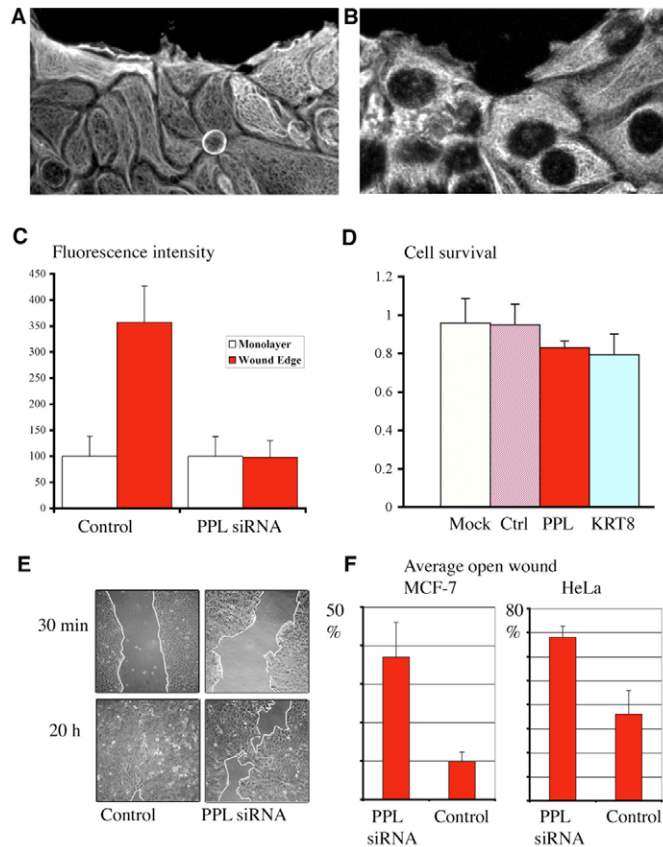 A
B
C
Fluorescence intensity
450
400
350
300
250
200
150
100
50
0
Monolayer
Wound Edge
Control
PPL siRNA
D
Cell survival
1.2
1
0.8
0.6
0.4
0.2
0
Mock
Ctrl
PPL
KRT8
E
30 min
20 h
Control
PPL siRNA
F
Average open wound
MCF-7
HeLa
50
%
80
%
PPL
siRNA
Control
PPL
siRNA
Control